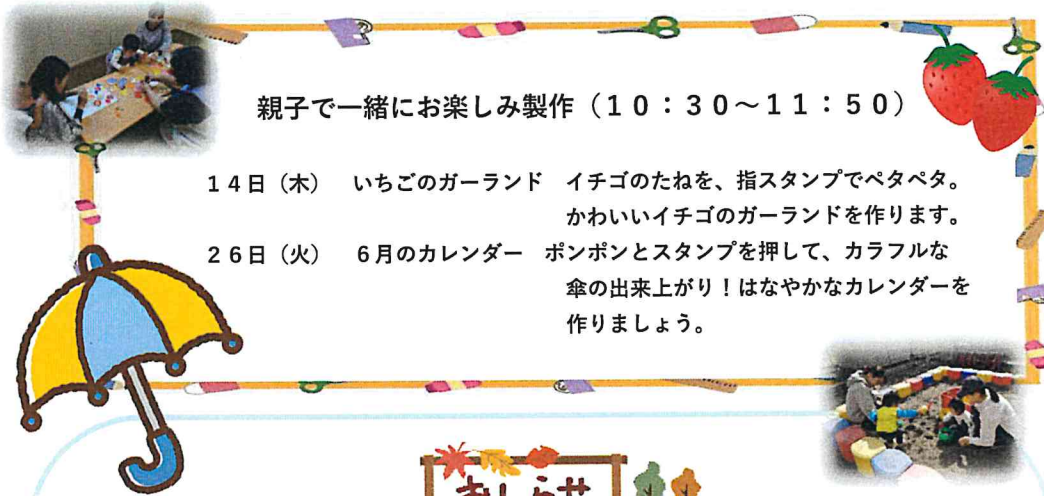 親子で一緒にお楽しみ製作（１０：３０～１１：５０）
１４日（木）　いちごのガーランド　イチゴのたねを、指スタンプでペタペタ。
かわいいイチゴのガーランドを作ります。
２６日（火）　６月のカレンダー　ポンポンとスタンプを押して、カラフルな
傘の出来上がり！はなやかなカレンダーを
作りましょう。
おしらせ